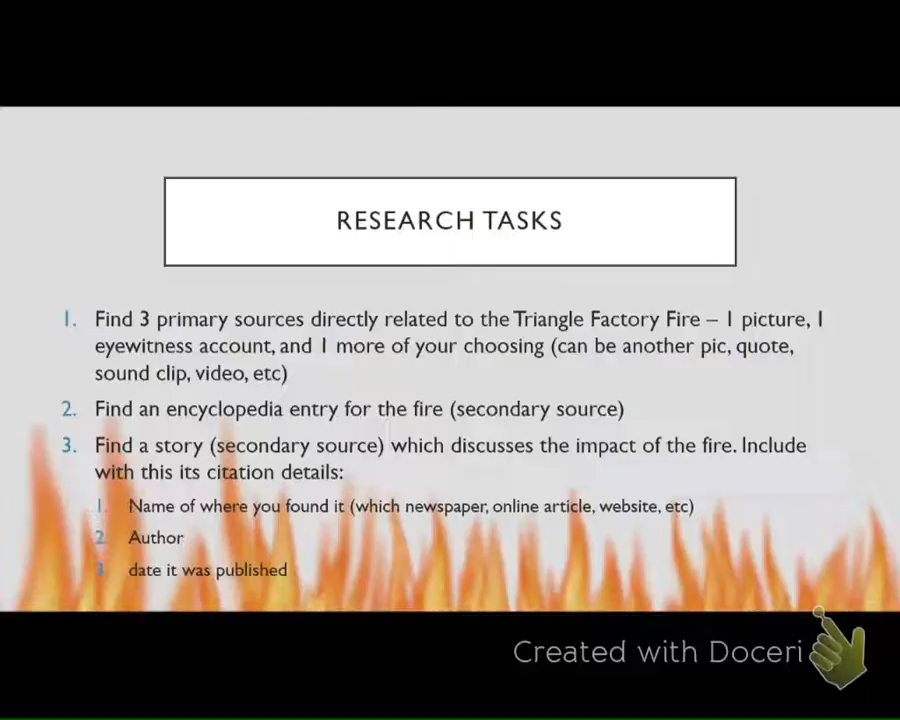 RESEARCH TASKS
1. Find 3 primary sources directly related to the Triangle Factory Fire – 1 picture, 1
eyewitness account, and 1 more of your choosing (can be another pic, quote,
sound clip, video, etc)
2. Find an encyclopedia entry for the fire (secondary source)
3. Find a story (secondary source) which discusses the impact of the fire. Include
with this its citation details:
1. Name of where you found it (which newspaper, online article, website, etc)
2. Author
3. date it was published
Created with Doceri